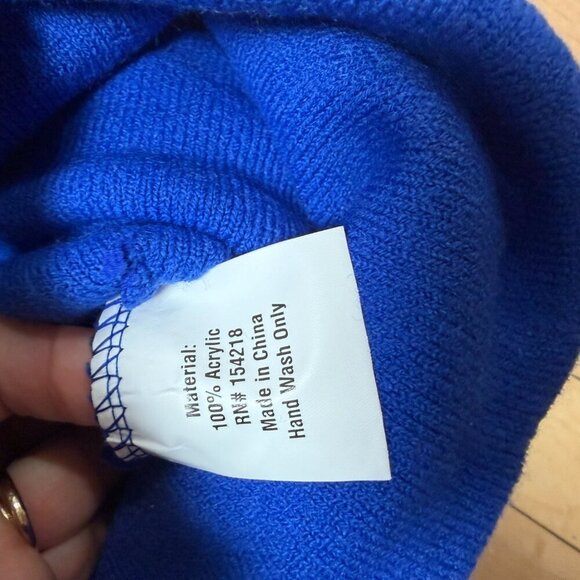 Material:
100% Acrylic
RN# 154218
Made in China
Hand Wash Only